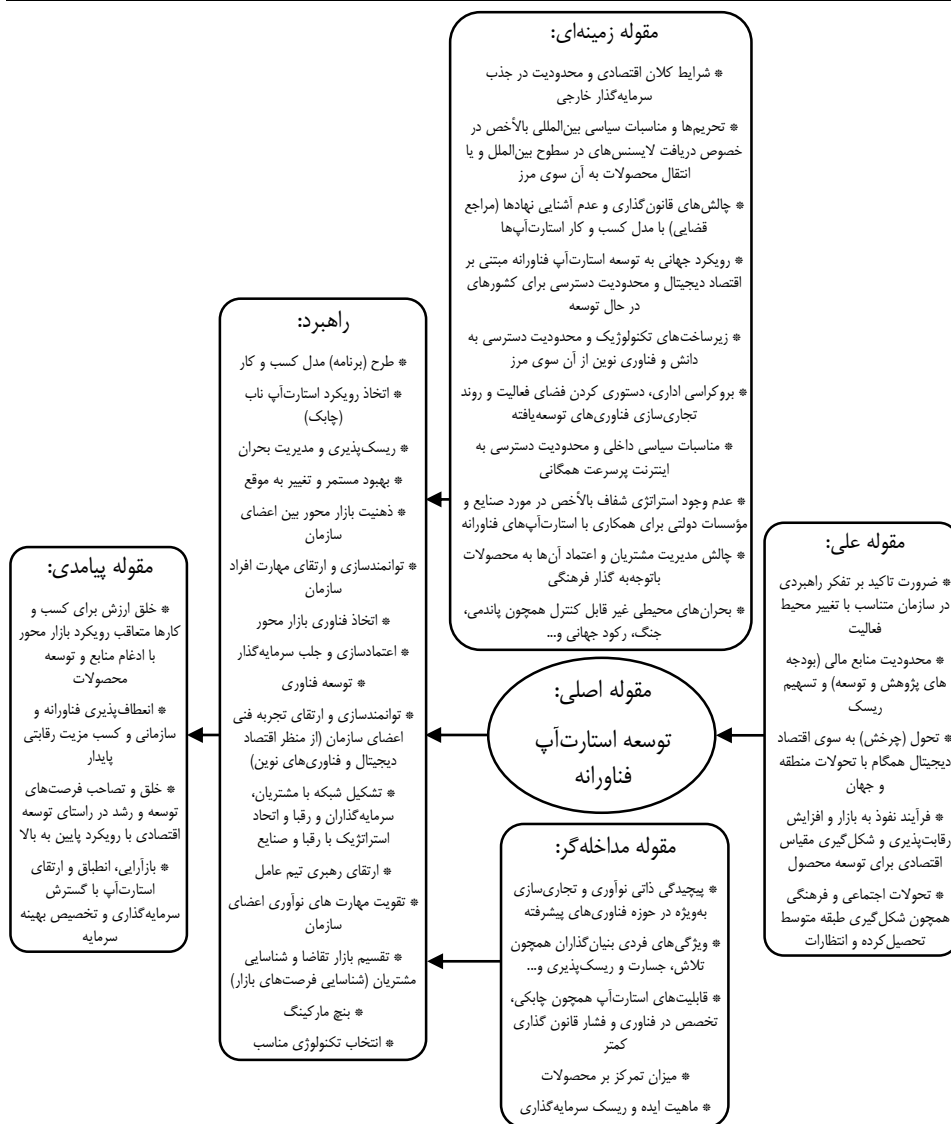 مقوله زمینه‌ای:
* شرایط کلان اقتصادی و محدودیت در جذب
سرمایه‌گذار خارجی
* تحریم‌ها و مناسبات سیاسی بین‌المللی بالأخص در
خصوص دریافت لایسنس‌های در سطوح بین‌الملل و یا
انتقال محصولات به آن سوی مرز
* چالش‌های قانون‌گذاری و عدم آشنایی نهادها (مراجع
قضایی) با مدل کسب و کار استارت‌آپ‌ها
* رویکرد جهانی به توسعه استارت‌آپ فناورانه مبتنی بر
اقتصاد دیجیتال و محدودیت دسترسی برای کشورهای
در حال توسعه
* زیرساخت‌های تکنولوژیک و محدودیت دسترسی به
دانش و فناوری نوین از آن سوی مرز
* بروکراسی اداری، دستوری کردن فضای فعالیت و روند
تجاری‌سازی فناوری‌های توسعه‌یافته
* مناسبات سیاسی داخلی و محدودیت دسترسی به
اینترنت پرسرعت همگانی
* عدم وجود استراتژی شفاف بالأخص در مورد صنایع و
مؤسسات دولتی برای همکاری با استارت‌آپ‌های فناورانه
* چالش مدیریت مشتریان و اعتماد آن‌ها به محصولات
باتوجه‌به گذار فرهنگی
* بحران‌های محیطی غیر قابل کنترل همچون پاندمی،
جنگ، رکود جهانی و...
مقوله علی:
* ضرورت تاکید بر تفکر راهبردی
در سازمان متناسب با تغییر محیط
فعالیت
* محدودیت منابع مالی (بودجه
های پژوهش و توسعه) و تسهیم
ریسک
* تحول (چرخش) به سوی اقتصاد
دیجیتال همگام با تحولات منطقه
و جهان
* فرآیند نفوذ به بازار و افزایش
رقابت‌پذیری و شکل‌گیری مقیاس
اقتصادی برای توسعه محصول
* تحولات اجتماعی و فرهنگی
همچون شکل‌گیری طبقه متوسط
تحصیل‌کرده و انتظارات
مقوله اصلی:
توسعه استارت‌آپ
فناورانه
مقوله مداخله‌گر:
* پیچیدگی ذاتی نوآوری و تجاری‌سازی
به‌ویژه در حوزه فناوری‌های پیشرفته
* ویژگی‌های فردی بنیان‌گذاران همچون
تلاش، جسارت و ریسک‌پذیری و...
* قابلیت‌های استارت‌آپ همچون چابکی،
تخصص در فناوری و فشار قانون گذاری
کمتر
* میزان تمرکز بر محصولات
* ماهیت ایده و ریسک سرمایه‌گذاری
راهبرد:
* طرح (برنامه) مدل کسب و کار
* اتخاذ رویکرد استارت‌آپ ناب
(چابک)
* ریسک‌پذیری و مدیریت بحران
* بهبود مستمر و تغییر به موقع
* ذهنیت بازار محور بین اعضای
سازمان
* توانمندسازی و ارتقای مهارت افراد
سازمان
* اتخاذ فناوری بازار محور
* اعتمادسازی و جلب سرمایه‌گذار
* توسعه فناوری
* توانمندسازی و ارتقای تجربه فنی
اعضای سازمان (از منظر اقتصاد
دیجیتال و فناوری‌های نوین)
* تشکیل شبکه با مشتریان،
سرمایه‌گذاران و رقبا و اتحاد
استراتژیک با رقبا و صنایع
* ارتقای رهبری تیم عامل
* تقویت مهارت های نوآوری اعضای
سازمان
* تقسیم بازار تقاضا و شناسایی
مشتریان (شناسایی فرصت‌های بازار)
* بنچ مارکینگ
* انتخاب تکنولوژی مناسب
مقوله پیامدی:
* خلق ارزش برای کسب و
کارها متعاقب رویکرد بازار محور
با ادغام منابع و توسعه
محصولات
* انعطاف‌پذیری فناورانه و
سازمانی و کسب مزیت رقابتی
پایدار
* خلق و تصاحب فرصت‌های
توسعه و رشد در راستای توسعه
اقتصادی با رویکرد پایین به بالا
* بازآرایی، انطباق و ارتقای
استارت‌آپ با گسترش
سرمایه‌گذاری و تخصیص بهینه
سرمایه